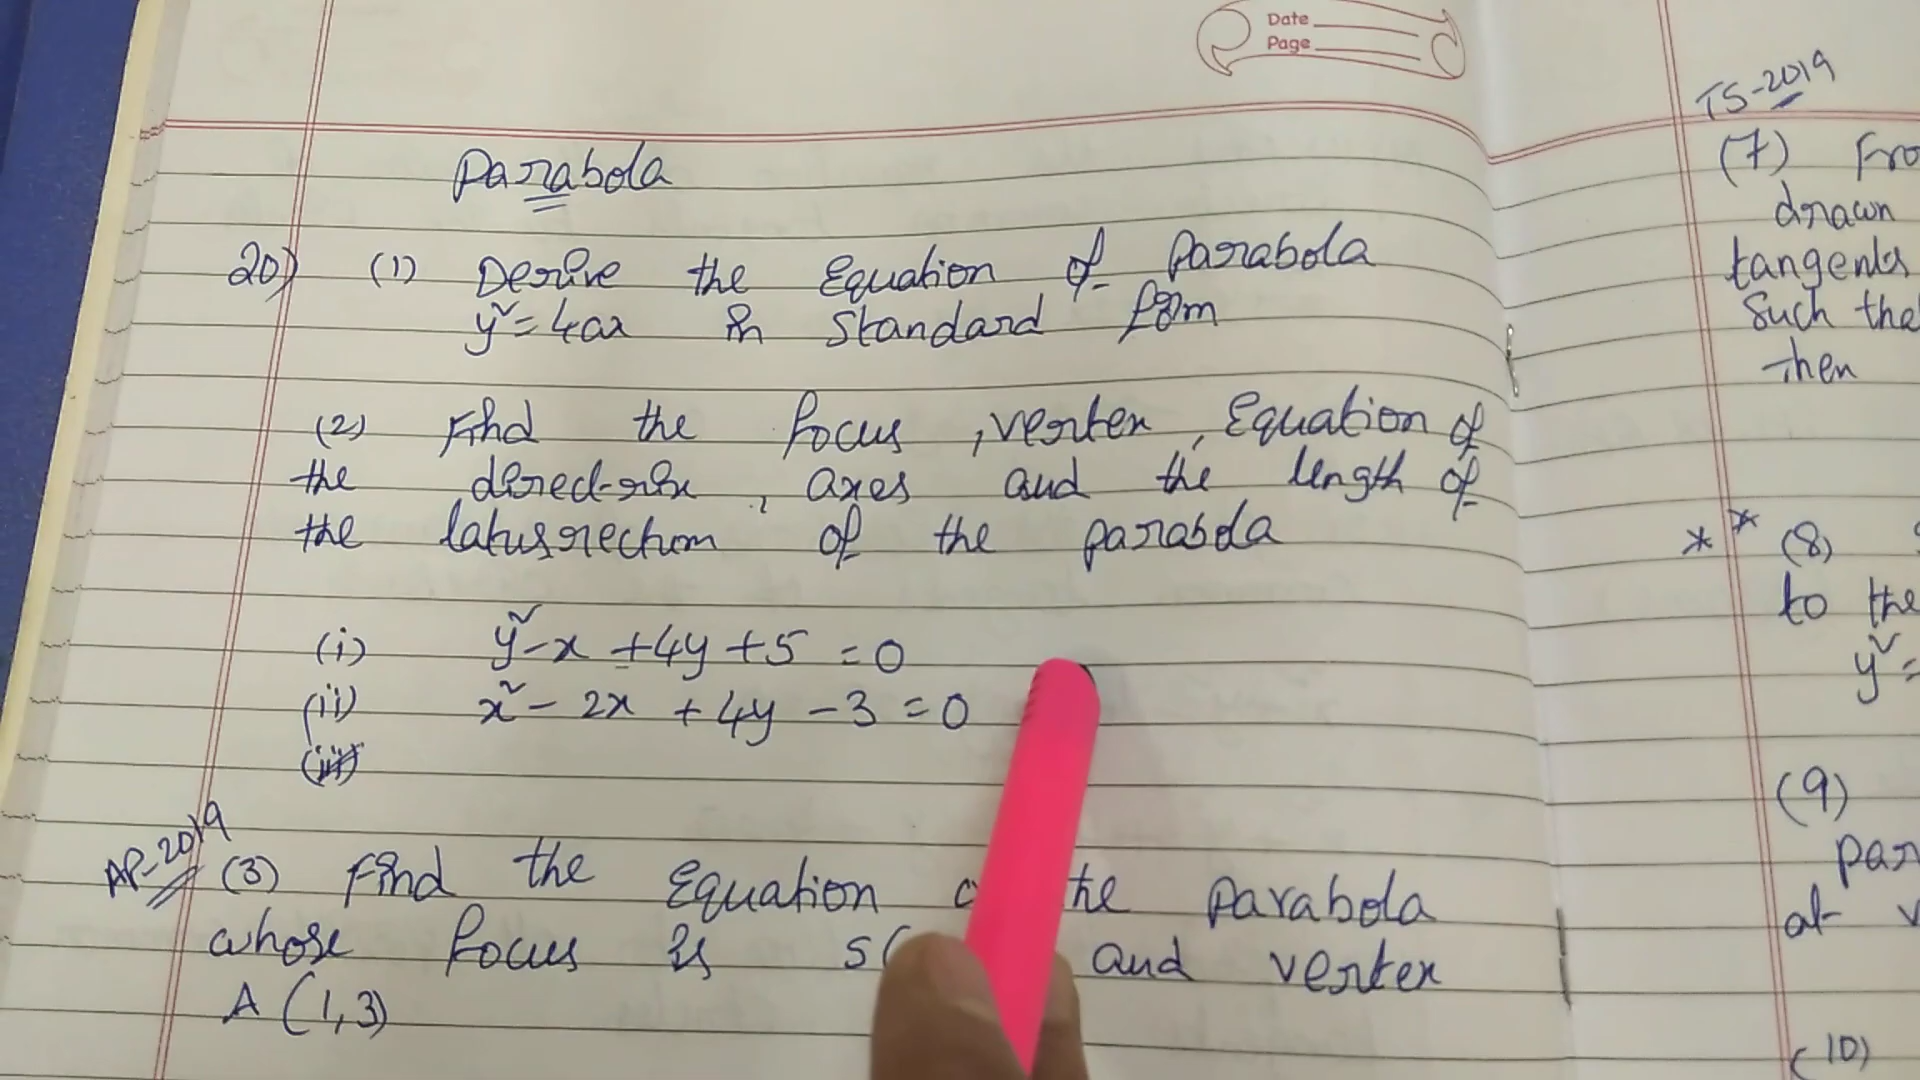 Date
Page
Parabola
20) (1) Derive the Equation of Parabola
y² = 4ax in Standard form
(2) Find the focus, vertex, Equation of
the directrix, axes and the length of
the latusrectum of the parabola
(i) y² - x + 4y + 5 = 0
(ii) x² - 2x + 4y - 3 = 0
(iii)
AP-2019
(3) Find the Equation the Parabola
whose focus is S( and vertex
A (1,3)
TS-2019
(7)
drawn
tangents
Such
then
** (8)
to the
y² =
(9)
at
(10)